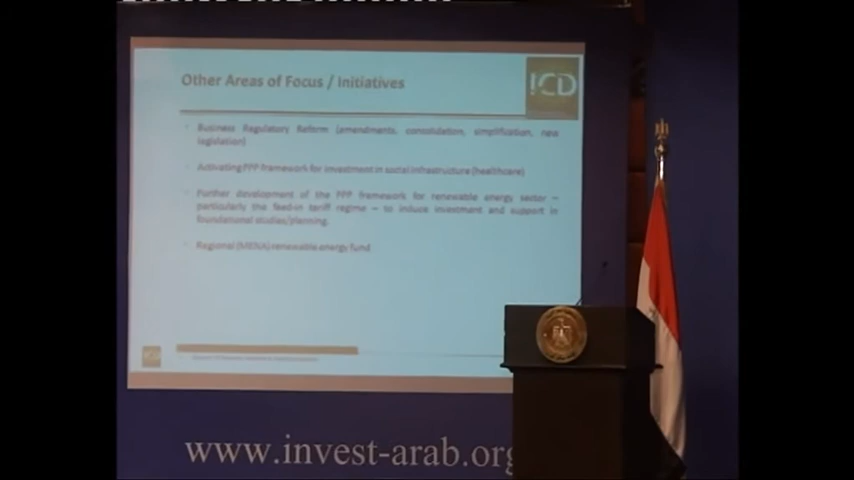 Other Areas of Focus / Initiatives
ICD
Business Regulatory Reform (amendments, consolidation, simplification, new
legislation)
Activating PPP framework for investment in social infrastructure (healthcare)
Further development of the PPP framework for renewable energy sector –
particularly the feed-in tariff regime – to induce investment and support in
foundational studies/planning.
Regional (MENA) renewable energy fund
ICD
www.invest-arab.org